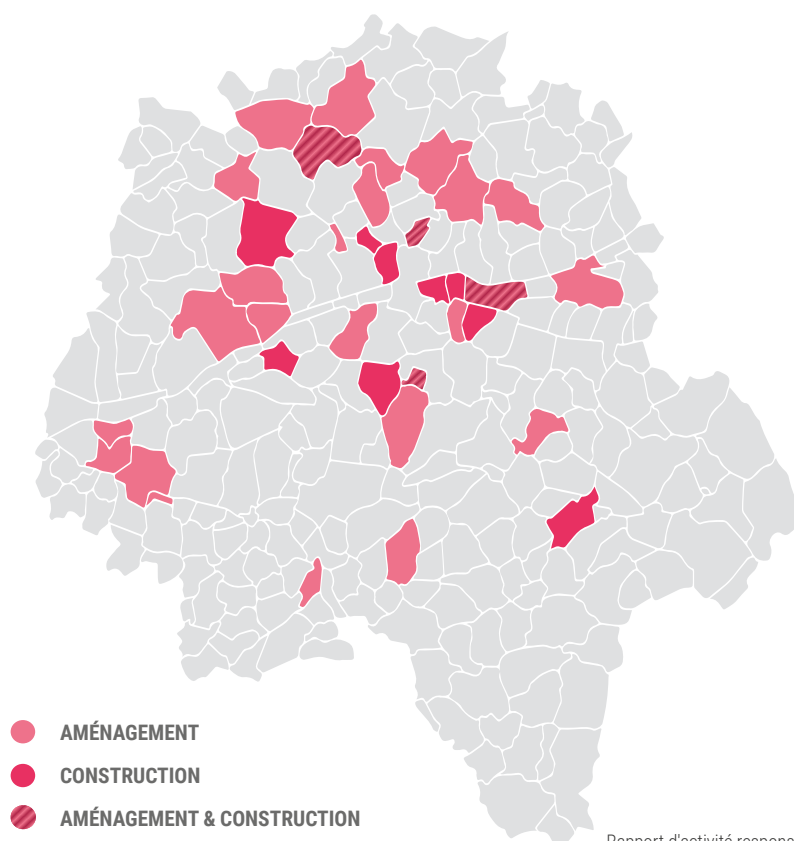 AMÉNAGEMENT
CONSTRUCTION
AMÉNAGEMENT & CONSTRUCTION
Rapport d'activité